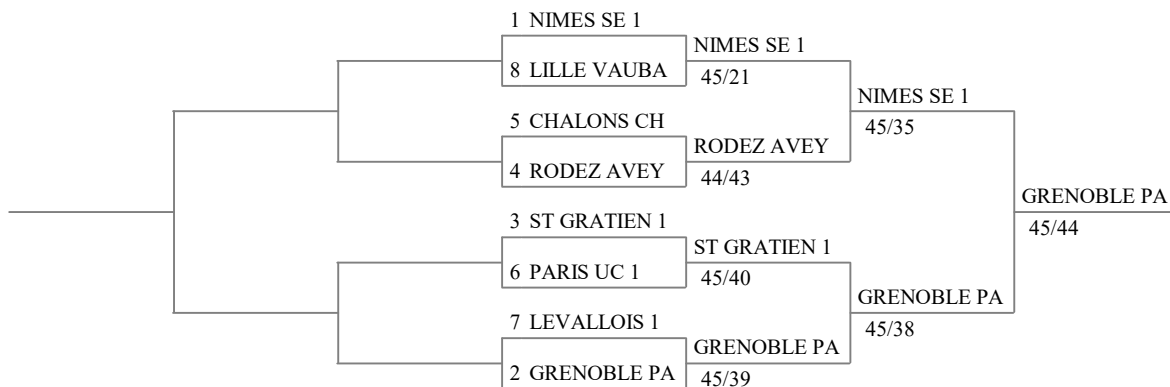 1 NIMES SE 1
NIMES SE 1
8 LILLE VAUBA
45/21
NIMES SE 1
5 CHALONS CH
45/35
RODEZ AVEY
4 RODEZ AVEY
44/43
GRENOBLE PA
3 ST GRATIEN 1
45/44
ST GRATIEN 1
6 PARIS UC 1
45/40
GRENOBLE PA
7 LEVALLOIS 1
45/38
GRENOBLE PA
2 GRENOBLE PA
45/39